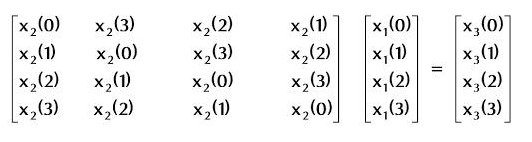 x₂(0) x₂(3) x₂(2) x₂(1) x₁(0) x₃(0)
x₂(1) x₂(0) x₂(3) x₂(2) x₁(1) = x₃(1)
x₂(2) x₂(1) x₂(0) x₂(3) x₁(2) x₃(2)
x₂(3) x₂(2) x₂(1) x₂(0) x₁(3) x₃(3)